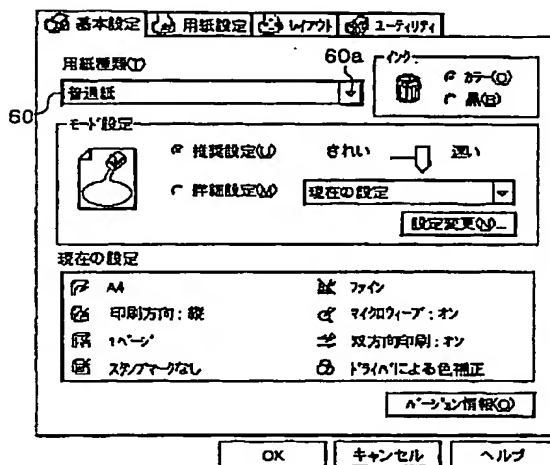 基本設定 用紙設定 レイアウト ユーティリティ
用紙種類(T) 60a インク:
普通紙 カラー(O)
60 黒(B)
モード設定
推奨設定(U) きれい 速い
詳細設定(M) 現在の設定
設定変更(N)...
現在の設定
A4 ファイン
印刷方向:縦 マイクロウィーブ:オン
1ページ 双方向印刷:オン
スタンプマークなし ドライバによる色補正
バージョン情報(O)
OK キャンセル ヘルプ